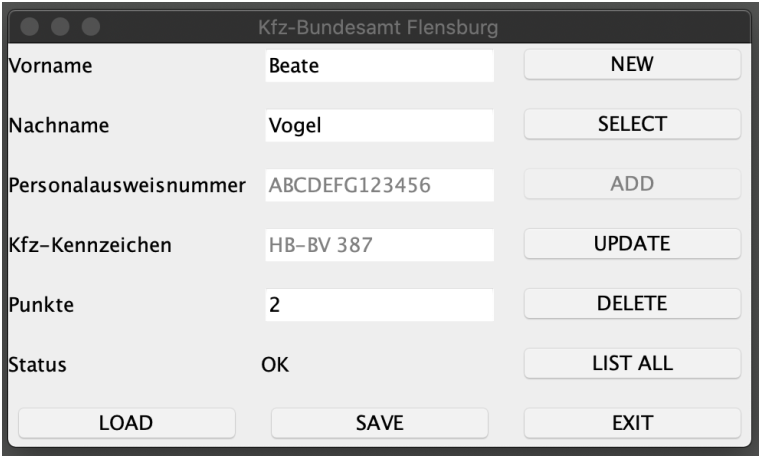 Kfz-Bundesamt Flensburg
Vorname Beate NEW
Nachname Vogel SELECT
Personalausweisnummer ABCDEFG123456 ADD
Kfz-Kennzeichen HB-BV 387 UPDATE
Punkte 2 DELETE
Status OK LIST ALL
LOAD SAVE EXIT